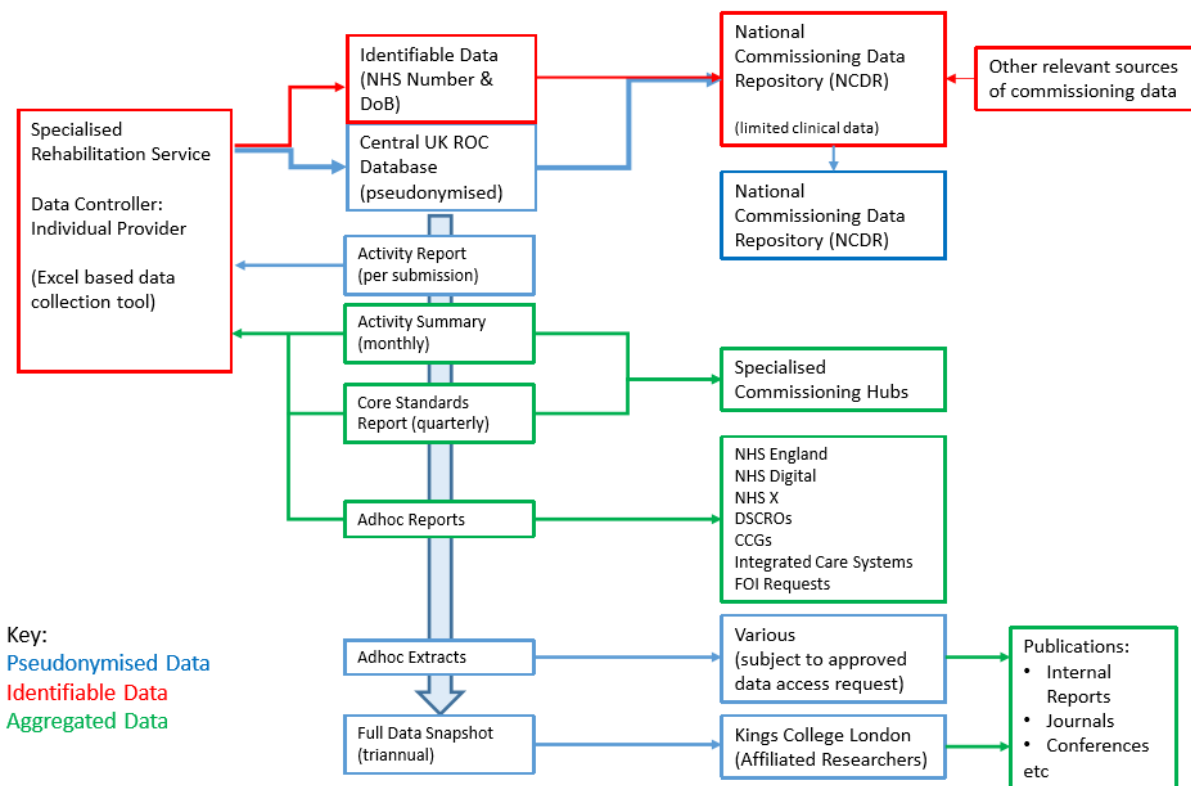 Specialised
Rehabilitation Service
Data Controller:
Individual Provider
(Excel based data
collection tool)
Identifiable Data
(NHS Number &
DoB)
Central UK ROC
Database
(pseudonymised)
Activity Report
(per submission)
Activity Summary
(monthly)
Core Standards
Report (quarterly)
Adhoc Reports
Adhoc Extracts
Full Data Snapshot
(triannual)
National
Commissioning Data
Repository (NCDR)
(limited clinical data)
Other relevant sources
of commissioning data
National
Commissioning Data
Repository (NCDR)
Specialised
Commissioning Hubs
NHS England
NHS Digital
NHS X
DSCROs
CCGs
Integrated Care Systems
FOI Requests
Various
(subject to approved
data access request)
Kings College London
(Affiliated Researchers)
Publications:
• Internal
Reports
• Journals
• Conferences
etc
Key:
Pseudonymised Data
Identifiable Data
Aggregated Data